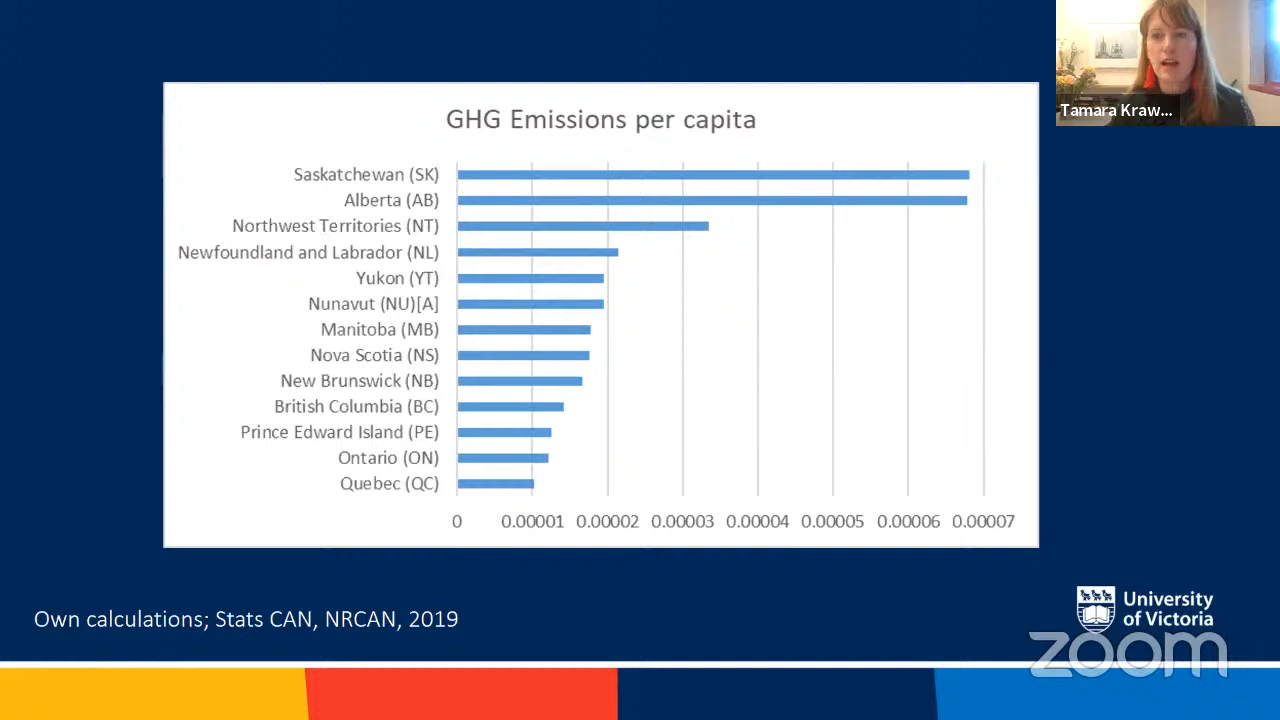 Tamara Kraw...
GHG Emissions per capita
Saskatchewan (SK)
Alberta (AB)
Northwest Territories (NT)
Newfoundland and Labrador (NL)
Yukon (YT)
Nunavut (NU)[A]
Manitoba (MB)
Nova Scotia (NS)
New Brunswick (NB)
British Columbia (BC)
Prince Edward Island (PE)
Ontario (ON)
Quebec (QC)
0 0.00001 0.00002 0.00003 0.00004 0.00005 0.00006 0.00007
Own calculations; Stats CAN, NRCAN, 2019
University
of Victoria
zoom